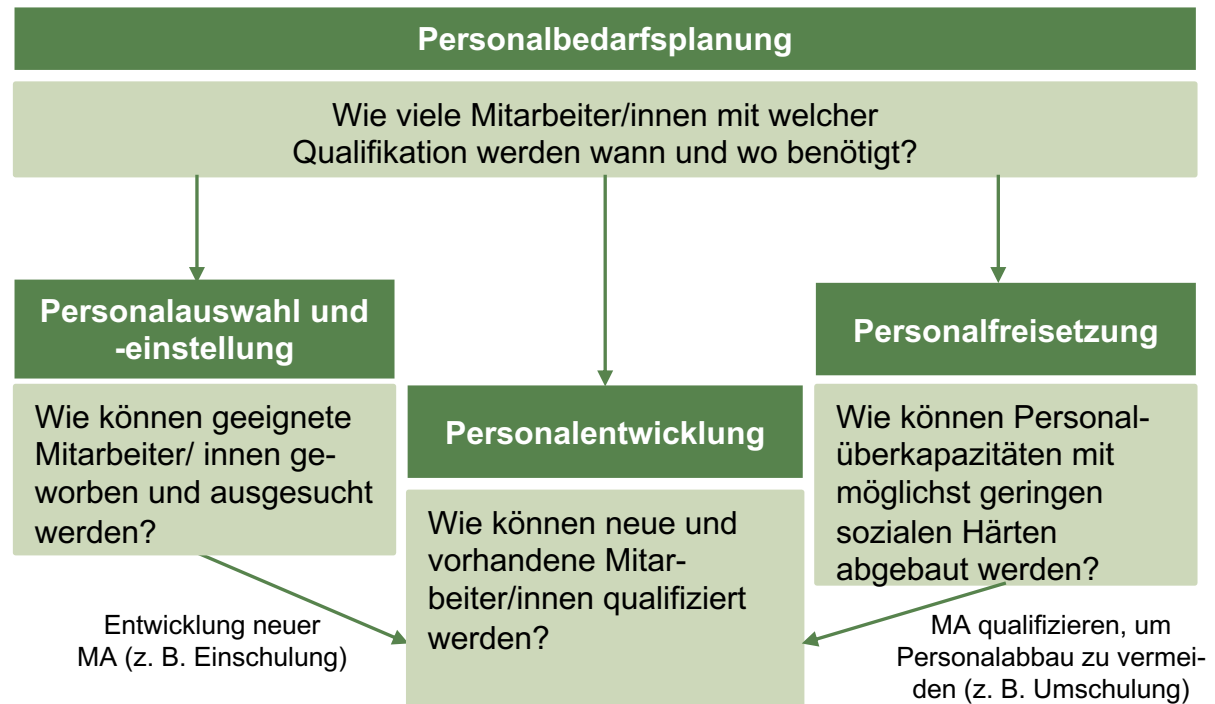 Personalbedarfsplanung
Wie viele Mitarbeiter/innen mit welcher
Qualifikation werden wann und wo benötigt?
Personalauswahl und
-einstellung
Wie können geeignete
Mitarbeiter/ innen ge-
worben und ausgesucht
werden?
Entwicklung neuer
MA (z. B. Einschulung)
Personalentwicklung
Wie können neue und
vorhandene Mitar-
beiter/innen qualifiziert
werden?
Personalfreisetzung
Wie können Personal-
überkapazitäten mit
möglichst geringen
sozialen Härten
abgebaut werden?
MA qualifizieren, um
Personalabbau zu vermei-
den (z. B. Umschulung)